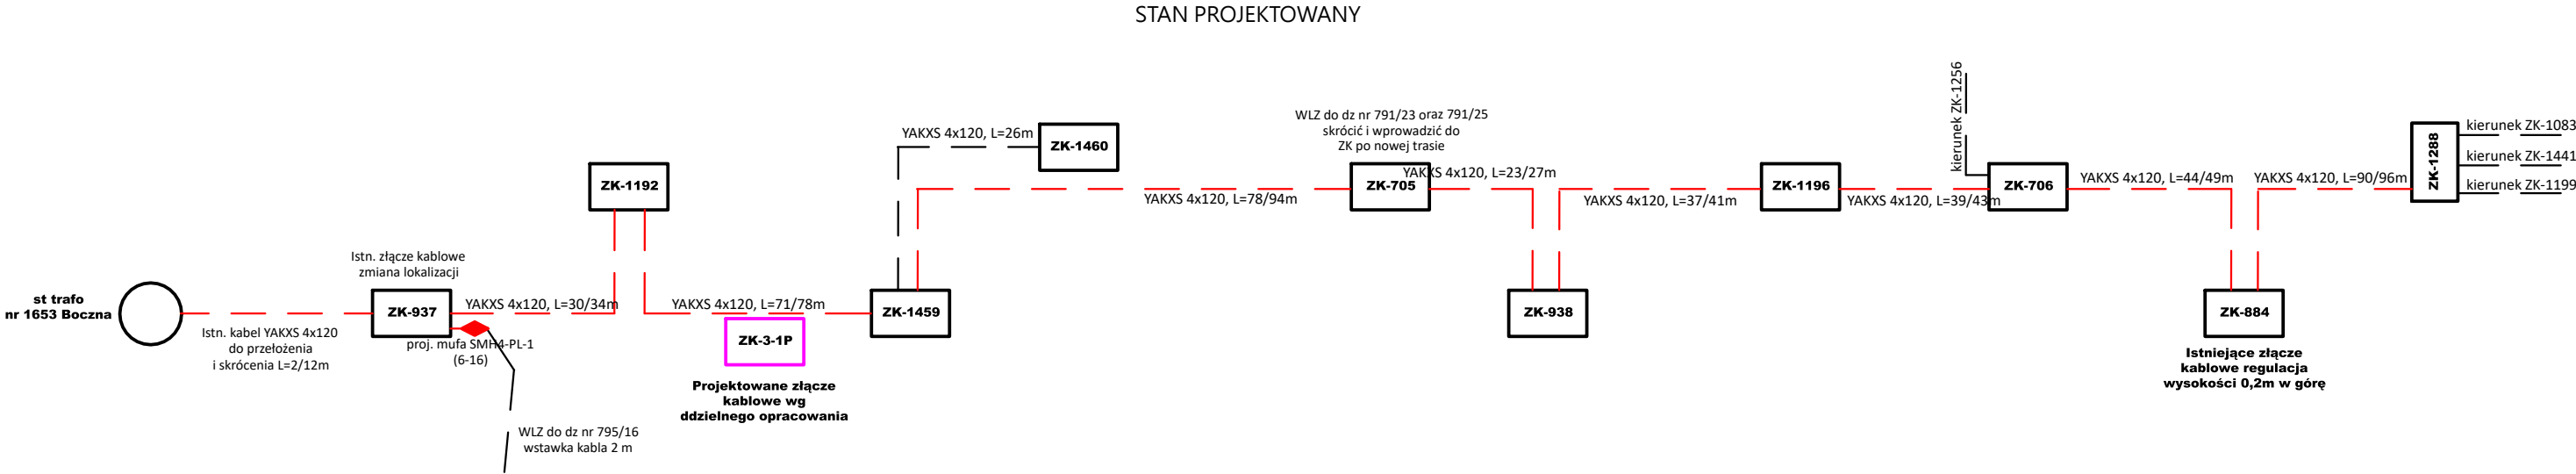 STAN PROJEKTOWANY
st trafo
nr 1653 Boczna
Istn. kabel YAKXS 4x120
do przełożenia
i skrócenia L=2/12m
Istn. złącze kablowe
zmiana lokalizacji
ZK-937
YAKXS 4x120, L=30/34m
proj. mufa SMH4-PL-1
(6-16)
WLZ do dz nr 795/16
wstawka kabla 2 m
ZK-1192
YAKXS 4x120, L=71/78m
ZK-3-1P
Projektowane złącze
kablowe wg
ddzielnego opracowania
ZK-1459
YAKXS 4x120, L=26m
ZK-1460
YAKXS 4x120, L=78/94m
WLZ do dz nr 791/23 oraz 791/25
skrócić i wprowadzić do
ZK po nowej trasie
ZK-705
YAKXS 4x120, L=23/27m
ZK-938
YAKXS 4x120, L=37/41m
ZK-1196
YAKXS 4x120, L=39/43m
kierunek ZK-1256
ZK-706
YAKXS 4x120, L=44/49m
ZK-884
Istniejące złącze
kablowe regulacja
wysokości 0,2m w górę
YAKXS 4x120, L=90/96m
ZK-1288
kierunek ZK-1083
kierunek ZK-1441
kierunek ZK-1199